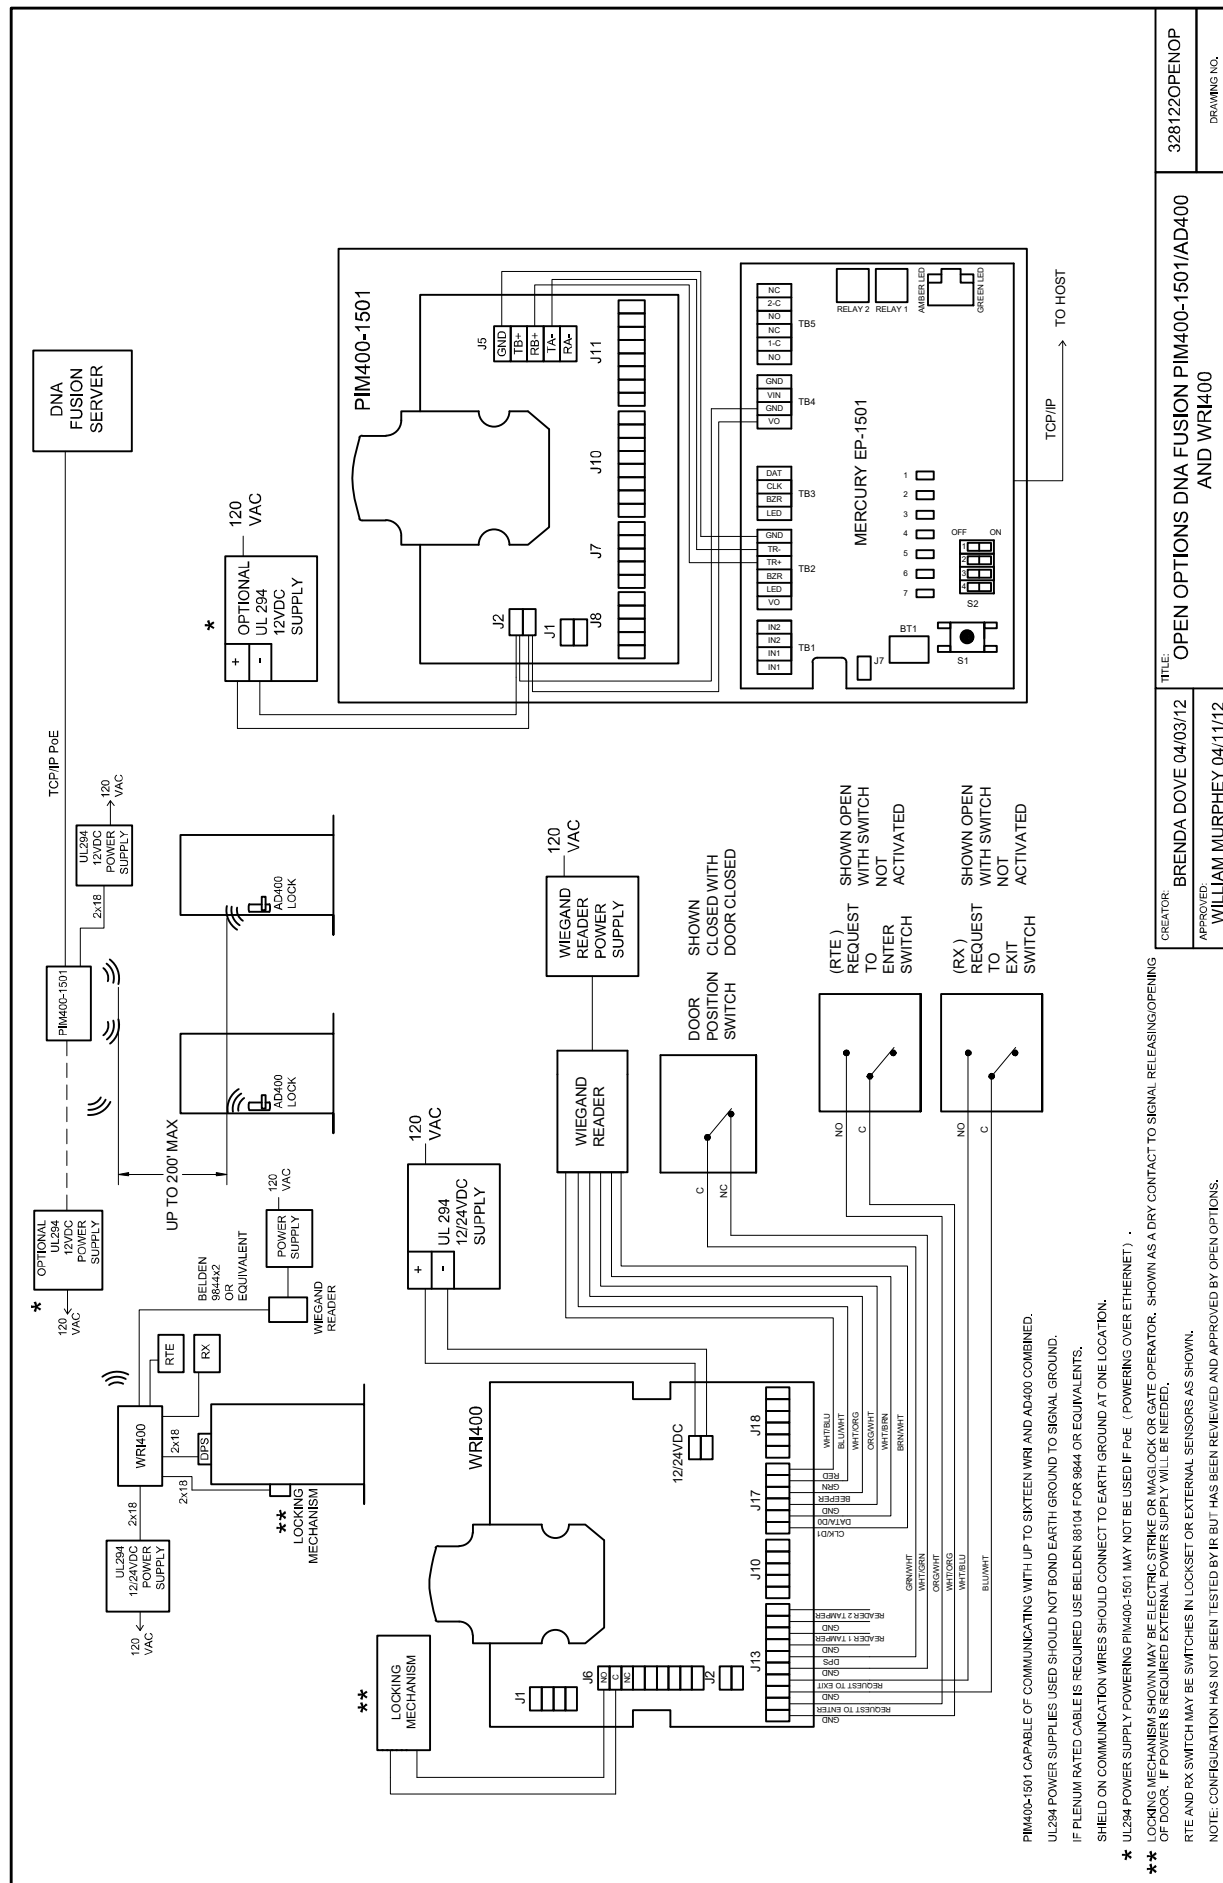 120
VAC
UL294
12/24VDC
POWER
SUPPLY
2x18
WRI400
2x18
2x18
DPS
RTE
RX
**
LOCKING
MECHANISM
BELDEN
9844x2
OR
EQUIVALENT
WIEGAND
READER
POWER
SUPPLY
120
VAC
*
120
VAC
OPTIONAL
UL294
12VDC
POWER
SUPPLY
UP TO 200' MAX
PIM400-1501
AD400
LOCK
AD400
LOCK
2x18
UL294
12VDC
POWER
SUPPLY
120
VAC
TCP/IP PoE
DNA
FUSION
SERVER
*
+
-
OPTIONAL
UL 294
12VDC
SUPPLY
120
VAC
PIM400-1501
J2
J1
J8
J7
J10
J11
J5
GND
TB+
RB+
TA-
RA-
IN1
IN1
IN2
IN2
TB1
VO
LED
BZR
TR+
TR-
GND
TB2
LED
BZR
CLK
DAT
TB3
VO
GND
VIN
GND
TB4
NO
1-C
NC
NO
2-C
NC
TB5
MERCURY EP-1501
RELAY 2
RELAY 1
AMBER LED
GREEN LED
J7
BT1
S1
7
6
5
4
3
2
1
OFF
ON
4
3
2
1
S2
TCP/IP
TO HOST
**
LOCKING
MECHANISM
WRI400
J1
J6
NO
C
NC
J2
J13
J10
J17
J18
12/24VDC
+
-
UL 294
12/24VDC
SUPPLY
120
VAC
GND
REQUEST TO ENTER
GND
REQUEST TO EXIT
GND
DPS
GND
READER 1 TAMPER
GND
READER 2 TAMPER
CLK/D1
DATA/D0
GND
BEEPER
GRN
RED
WHT/BLU
BLU/WHT
WHT/ORG
ORG/WHT
WHT/BRN
BRN/WHT
GRN/WHT
WHT/GRN
ORG/WHT
WHT/ORG
WHT/BLU
BLU/WHT
WIEGAND
READER
WIEGAND
READER
POWER
SUPPLY
120
VAC
C
NC
DOOR
POSITION
SWITCH
SHOWN
CLOSED WITH
DOOR CLOSED
NO
C
(RTE )
REQUEST
TO
ENTER
SWITCH
SHOWN OPEN
WITH SWITCH
NOT
ACTIVATED
NO
C
(RX )
REQUEST
TO
EXIT
SWITCH
SHOWN OPEN
WITH SWITCH
NOT
ACTIVATED
PIM400-1501 CAPABLE OF COMMUNICATING WITH UP TO SIXTEEN WRI AND AD400 COMBINED.
UL294 POWER SUPPLIES USED SHOULD NOT BOND EARTH GROUND TO SIGNAL GROUND.
IF PLENUM RATED CABLE IS REQUIRED USE BELDEN 88104 FOR 9844 OR EQUIVALENTS.
SHIELD ON COMMUNICATION WIRES SHOULD CONNECT TO EARTH GROUND AT ONE LOCATION.
* UL294 POWER SUPPLY POWERING PIM400-1501 MAY NOT BE USED IF PoE ( POWERING OVER ETHERNET ) .
** LOCKING MECHANISM SHOWN MAY BE ELECTRIC STRIKE OR MAGLOCK OR GATE OPERATOR. SHOWN AS A DRY CONTACT TO SIGNAL RELEASING/OPENING
OF DOOR. IF POWER IS REQUIRED EXTERNAL POWER SUPPLY WILL BE NEEDED.
RTE AND RX SWITCH MAY BE SWITCHES IN LOCKSET OR EXTERNAL SENSORS AS SHOWN.
NOTE: CONFIGURATION HAS NOT BEEN TESTED BY IR BUT HAS BEEN REVIEWED AND APPROVED BY OPEN OPTIONS.
CREATOR:
BRENDA DOVE 04/03/12
APPROVED:
WILLIAM MURPHEY 04/11/12
TITLE:
OPEN OPTIONS DNA FUSION PIM400-1501/AD400
AND WRI400
328122OPENOP
DRAWING NO.